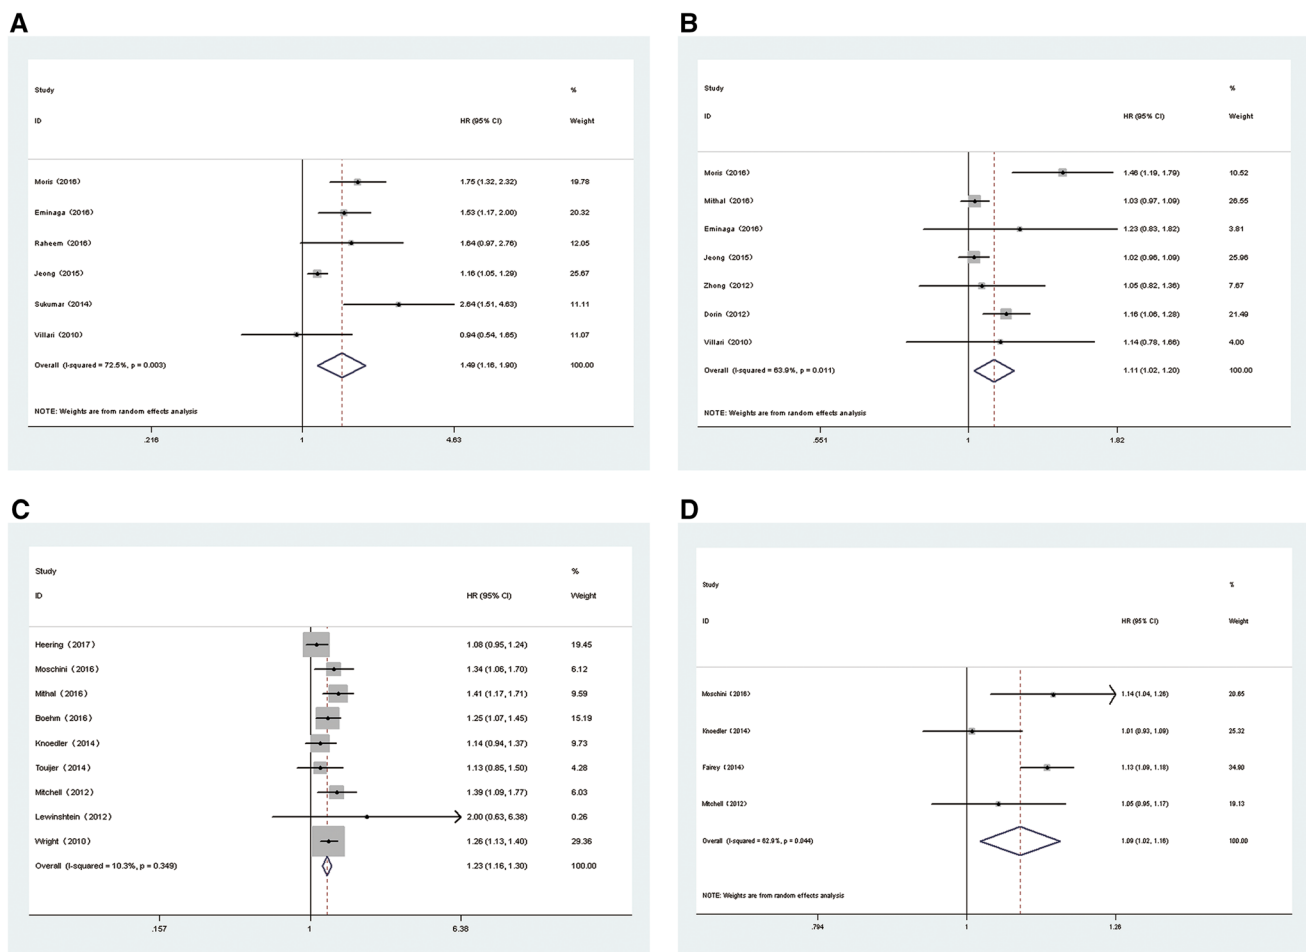 A
Study %
ID HR (95% CI) Weight
Moris (2016) 1.75 (1.32, 2.32) 19.78
Eminaga (2016) 1.53 (1.17, 2.00) 20.32
Raheem (2016) 1.64 (0.97, 2.76) 12.05
Jeong (2015) 1.16 (1.05, 1.29) 25.67
Sukumar (2014) 2.64 (1.51, 4.63) 11.11
Villari (2010) 0.94 (0.54, 1.65) 11.07
Overall (I-squared = 72.5%, p = 0.003) 1.49 (1.16, 1.90) 100.00
NOTE: Weights are from random effects analysis
.216 1 4.63
B
Study %
ID HR (95% CI) Weight
Moris (2016) 1.46 (1.19, 1.79) 10.52
Mithal (2016) 1.03 (0.97, 1.09) 26.55
Eminaga (2016) 1.23 (0.83, 1.82) 3.81
Jeong (2015) 1.02 (0.96, 1.09) 25.96
Zhong (2012) 1.05 (0.82, 1.36) 7.67
Dorin (2012) 1.16 (1.06, 1.28) 21.49
Villari (2010) 1.14 (0.78, 1.66) 4.00
Overall (I-squared = 63.9%, p = 0.011) 1.11 (1.02, 1.20) 100.00
NOTE: Weights are from random effects analysis
.551 1 1.82
C
Study %
ID HR (95% CI) Weight
Heering (2017) 1.08 (0.95, 1.24) 19.45
Moschini (2016) 1.34 (1.06, 1.70) 6.12
Mithal (2016) 1.41 (1.17, 1.71) 9.59
Boehm (2016) 1.25 (1.07, 1.45) 15.19
Knoedler (2014) 1.14 (0.94, 1.37) 9.73
Touijer (2014) 1.13 (0.85, 1.50) 4.28
Mitchell (2012) 1.39 (1.09, 1.77) 6.03
Lewinshtein (2012) 2.00 (0.63, 6.38) 0.26
Wright (2010) 1.26 (1.13, 1.40) 29.36
Overall (I-squared = 10.3%, p = 0.349) 1.23 (1.16, 1.30) 100.00
.157 1 6.38
D
Study %
ID HR (95% CI) Weight
Moschini (2016) 1.14 (1.04, 1.26) 20.65
Knoedler (2014) 1.01 (0.93, 1.09) 25.32
Fairey (2014) 1.13 (1.09, 1.18) 34.90
Mitchell (2012) 1.05 (0.95, 1.17) 19.13
Overall (I-squared = 62.9%, p = 0.044) 1.09 (1.02, 1.16) 100.00
NOTE: Weights are from random effects analysis
.794 1 1.26